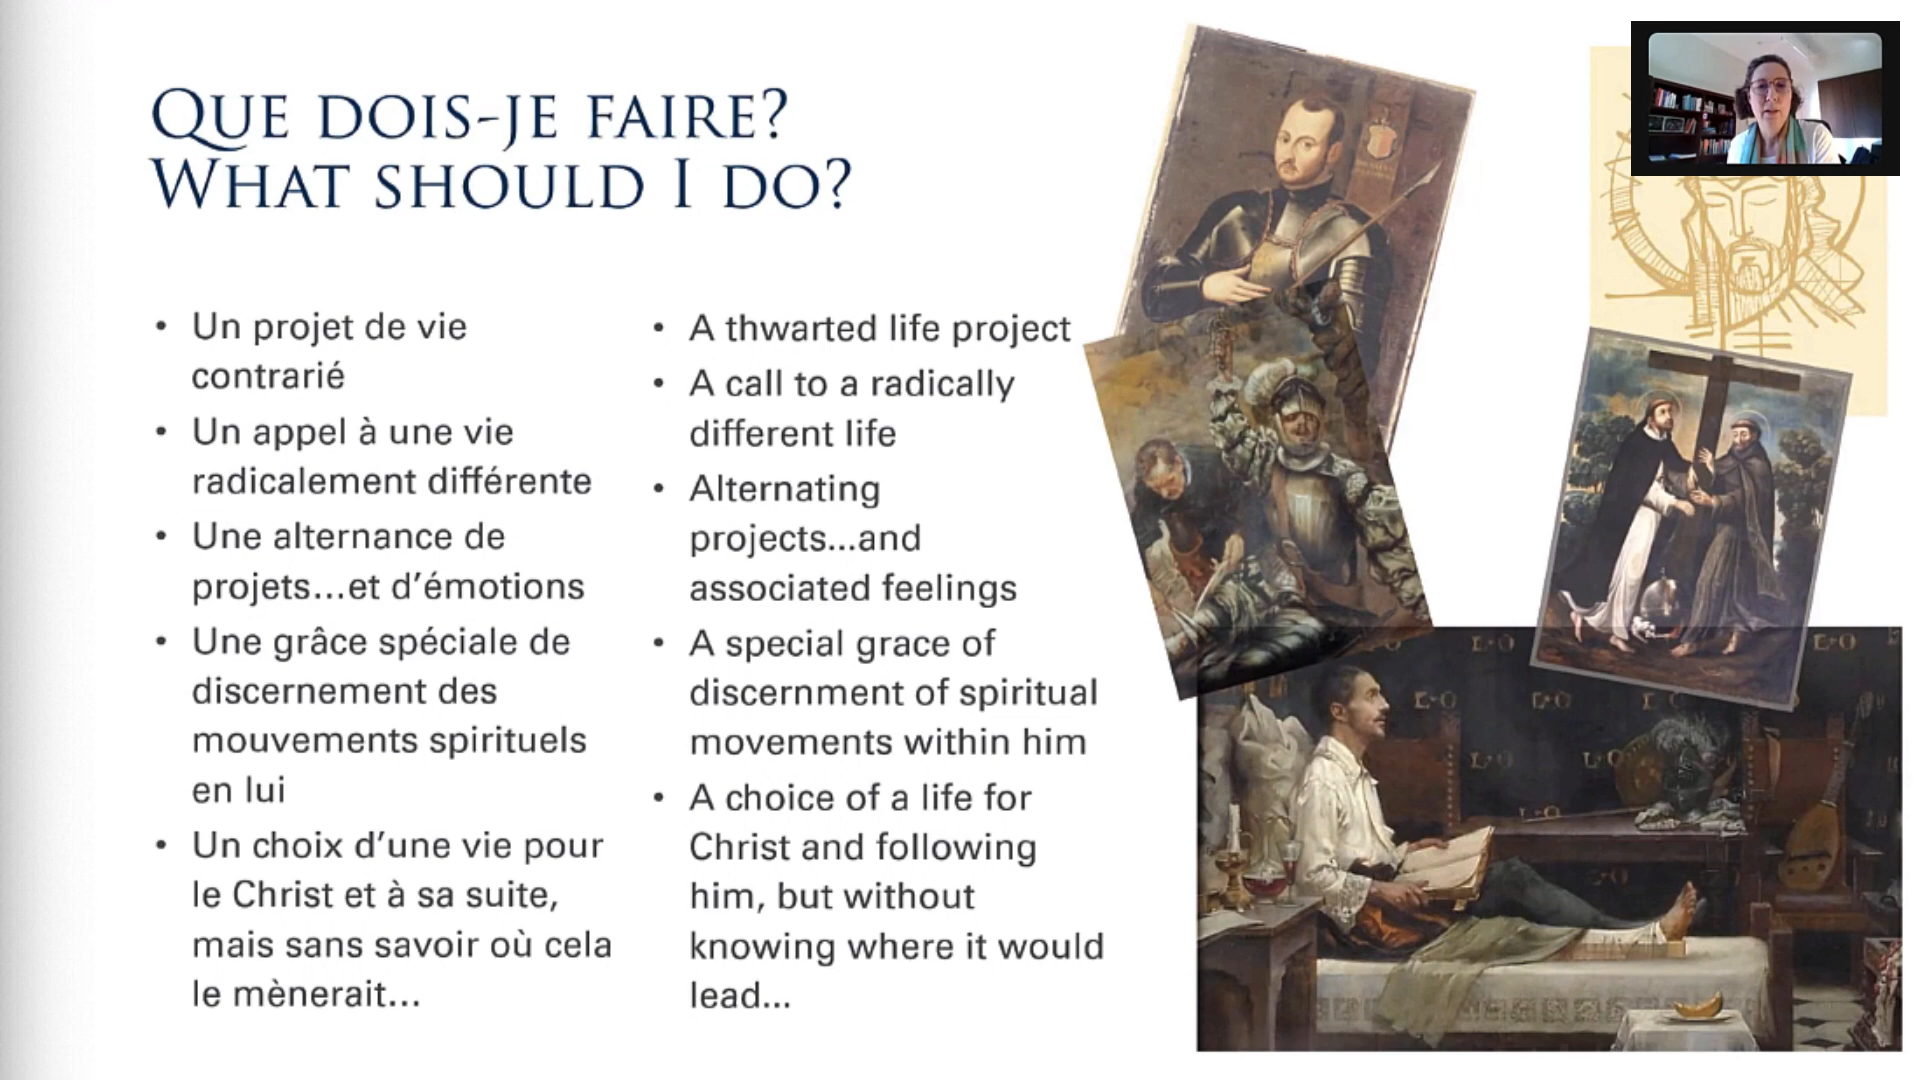 QUE DOIS-JE FAIRE?
WHAT SHOULD I DO?
• Un projet de vie
contrarié
• Un appel à une vie
radicalement différente
• Une alternance de
projets...et d’émotions
• Une grâce spéciale de
discernement des
mouvements spirituels
en lui
• Un choix d’une vie pour
le Christ et à sa suite,
mais sans savoir où cela
le mènerait...
• A thwarted life project
• A call to a radically
different life
• Alternating
projects...and
associated feelings
• A special grace of
discernment of spiritual
movements within him
• A choice of a life for
Christ and following
him, but without
knowing where it would
lead...